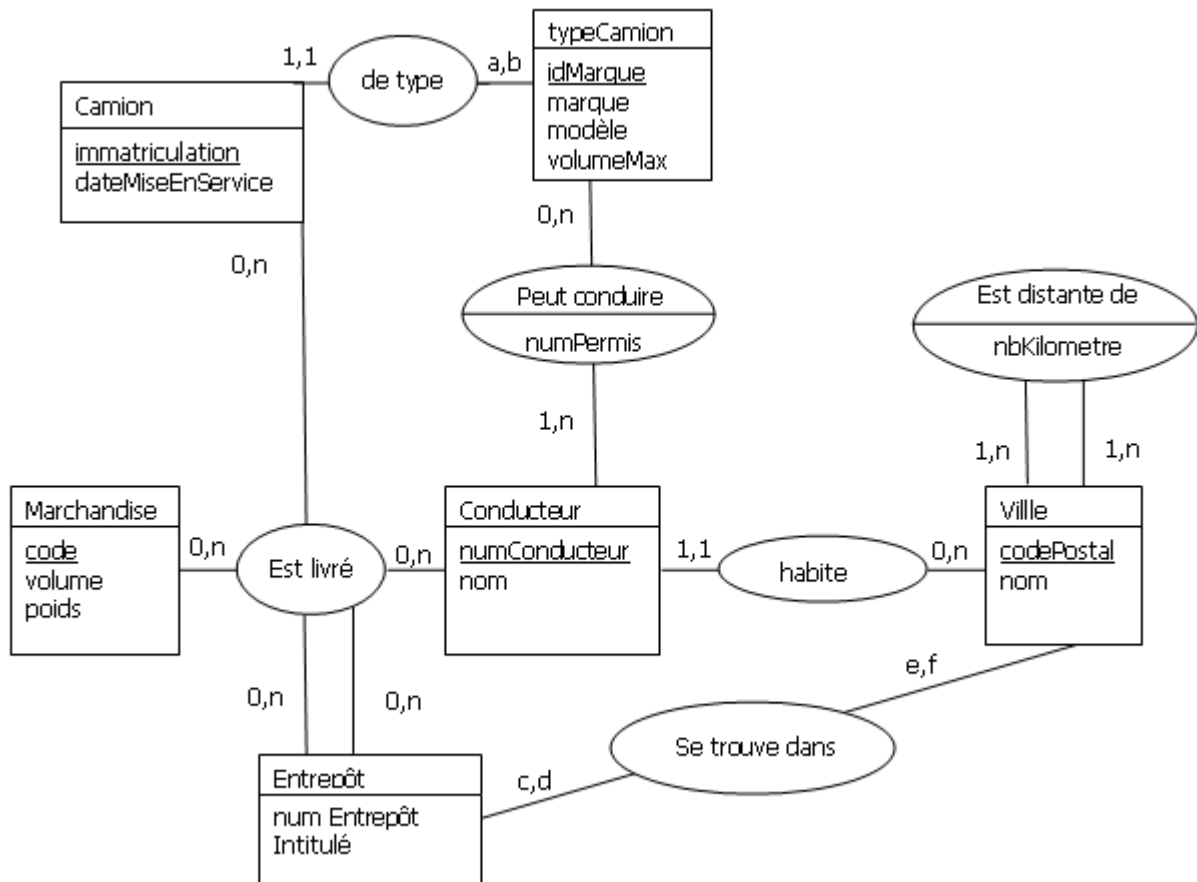 typeCamion
idMarque
marque
modèle
volumeMax
1,1
de type
a,b
Camion
immatriculation
dateMiseEnService
0,n
0,n
Peut conduire
numPermis
Est distante de
nbKilometre
1,n
1,n
1,n
Marchandise
code
volume
poids
0,n
Est livré
0,n
Conducteur
numConducteur
nom
1,1
habite
0,n
Villle
codePostal
nom
0,n
0,n
e,f
Se trouve dans
c,d
Entrepôt
num Entrepôt
Intitulé